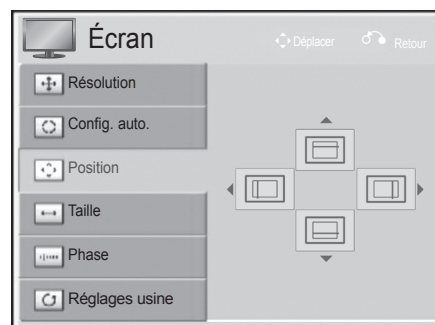 Écran
Déplacer
Retour
Résolution
Config. auto.
Position
Taille
Phase
Réglages usine